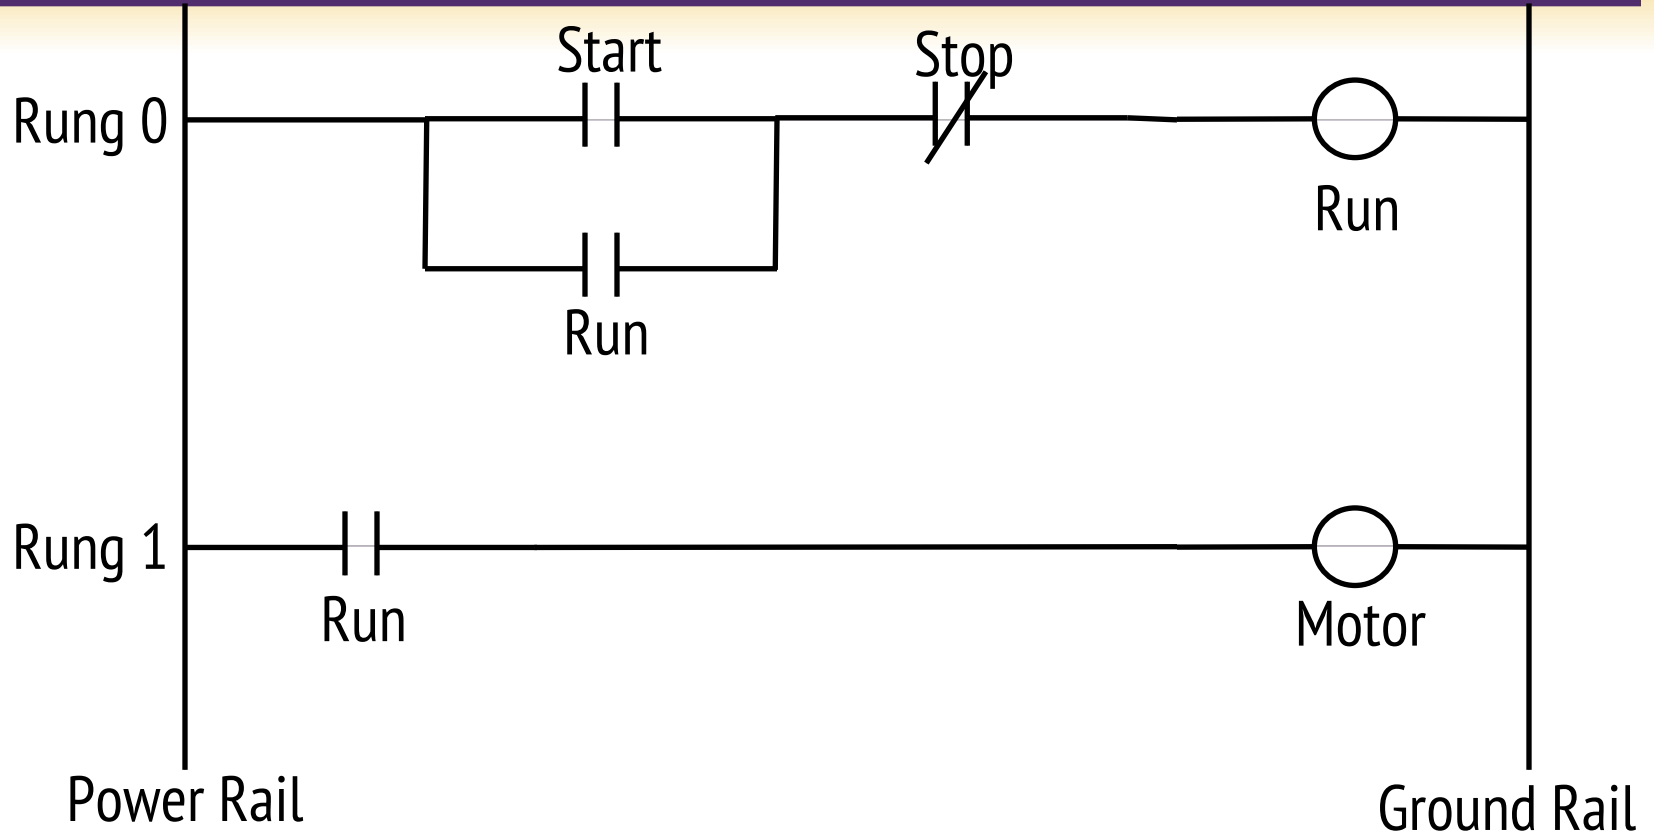 Start
Stop
Rung 0
Run
Run
Rung 1
Run
Motor
Power Rail
Ground Rail